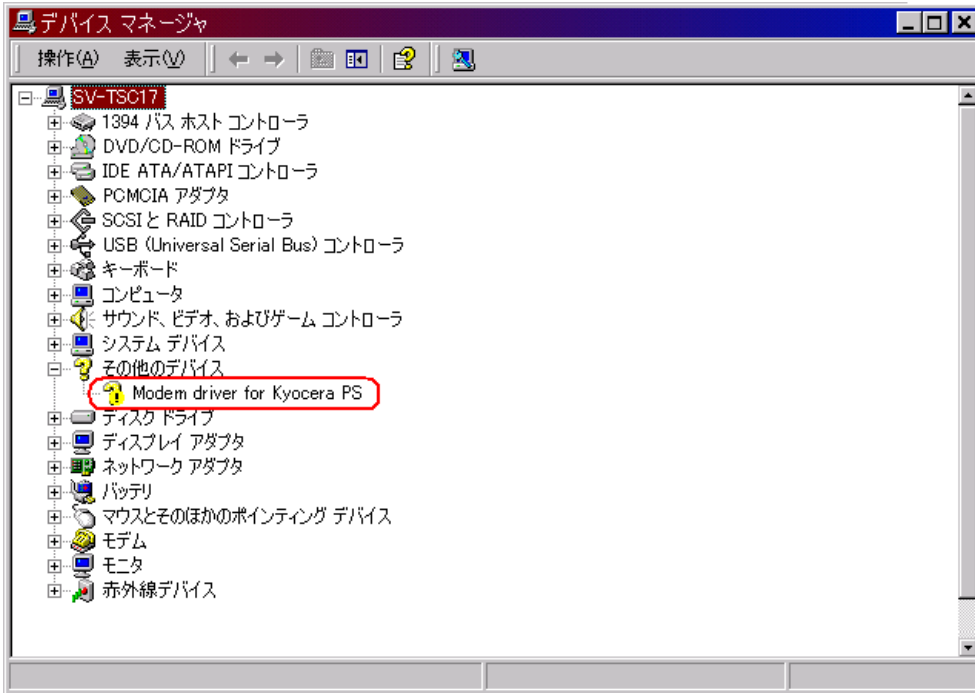 デバイス マネージャ
操作(A) 表示(V)
SV-TSC17
1394 バス ホスト コントローラ
DVD/CD-ROM ドライブ
IDE ATA/ATAPI コントローラ
PCMCIA アダプタ
SCSI と RAID コントローラ
USB (Universal Serial Bus) コントローラ
キーボード
コンピュータ
サウンド、ビデオ、およびゲーム コントローラ
システム デバイス
その他のデバイス
Modem driver for Kyocera PS
ディスク ドライブ
ディスプレイ アダプタ
ネットワーク アダプタ
バッテリ
マウスとそのほかのポインティング デバイス
モデム
モニタ
赤外線デバイス